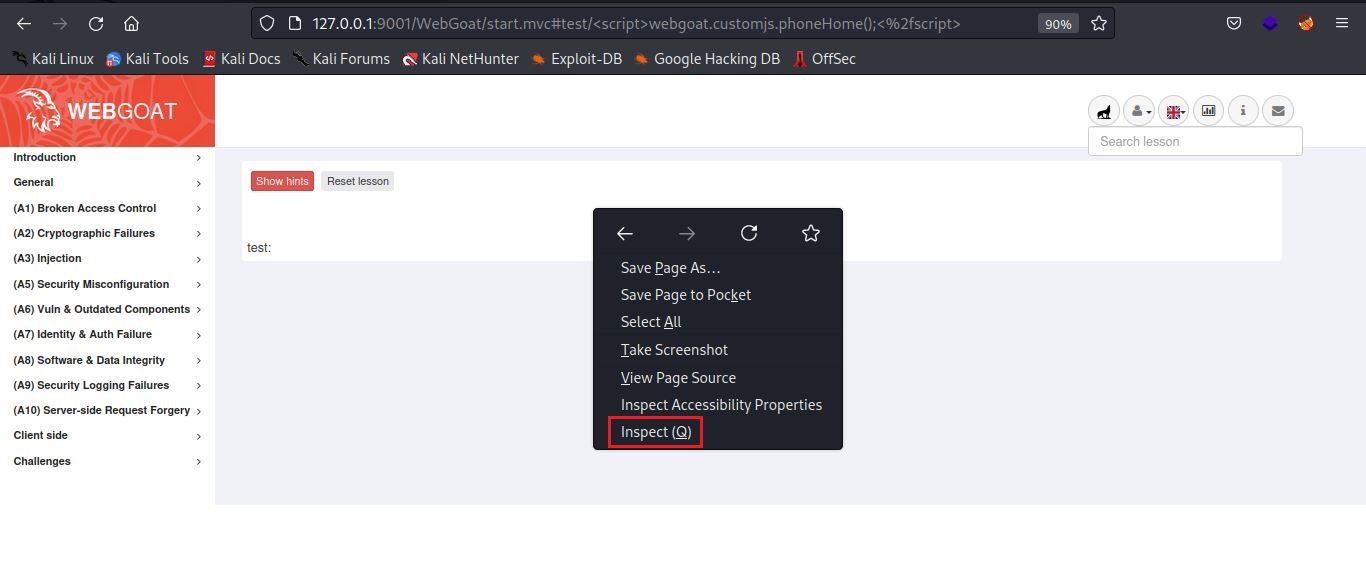 127.0.0.1:9001/WebGoat/start.mvc#test/<script>webgoat.customjs.phoneHome();<%2fscript> 90%
Kali Linux Kali Tools Kali Docs Kali Forums Kali NetHunter Exploit-DB Google Hacking DB OffSec
WEBGOAT
Search lesson
Introduction
General
(A1) Broken Access Control
(A2) Cryptographic Failures
(A3) Injection
(A5) Security Misconfiguration
(A6) Vuln & Outdated Components
(A7) Identity & Auth Failure
(A8) Software & Data Integrity
(A9) Security Logging Failures
(A10) Server-side Request Forgery
Client side
Challenges
Show hints Reset lesson
test:
Save Page As…
Save Page to Pocket
Select All
Take Screenshot
View Page Source
Inspect Accessibility Properties
Inspect (Q)